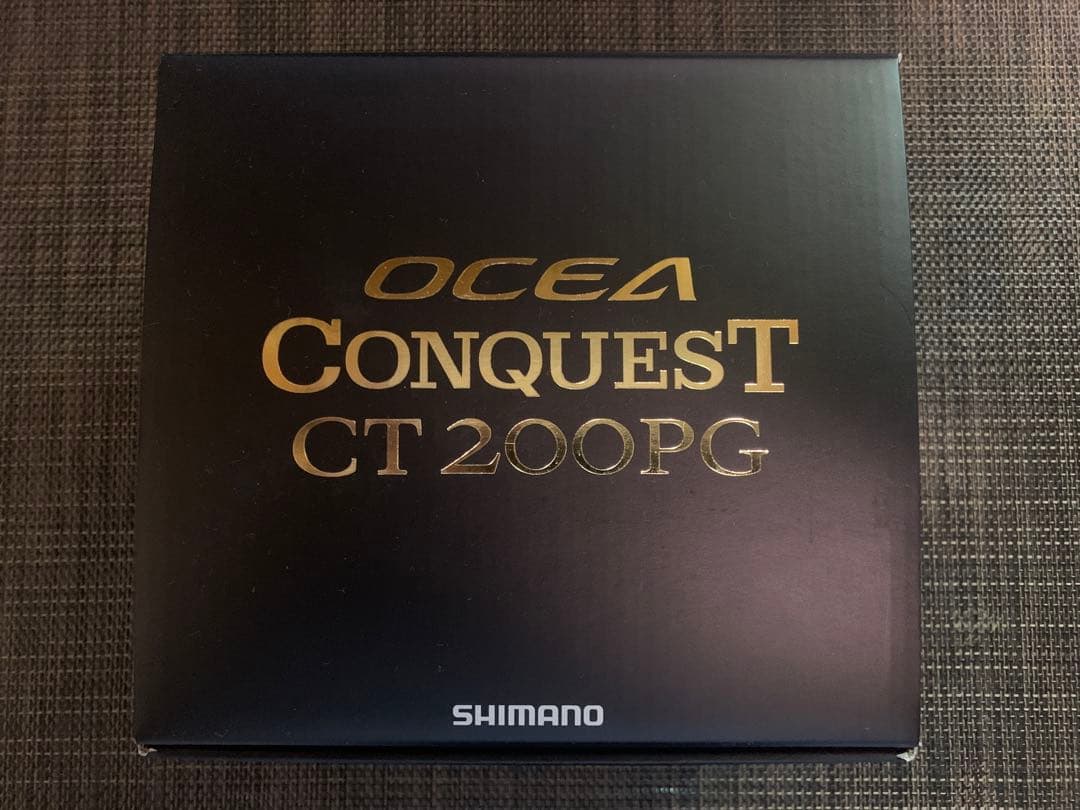 OCEA
CONQUEST
CT 200PG
SHIMANO